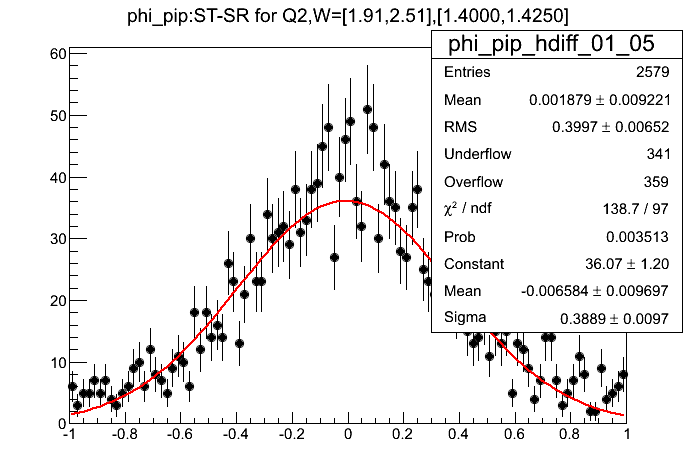 phi_pip:ST-SR for Q2,W=[1.91,2.51],[1.4000,1.4250]
phi_pip_hdiff_01_05
Entries 2579
Mean 0.001879 ± 0.009221
RMS 0.3997 ± 0.00652
Underflow 341
Overflow 359
χ² / ndf 138.7 / 97
Prob 0.003513
Constant 36.07 ± 1.20
Mean -0.006584 ± 0.009697
Sigma 0.3889 ± 0.0097
60
50
40
30
20
10
0
-1 -0.8 -0.6 -0.4 -0.2 0 0.2 0.4 0.6 0.8 1